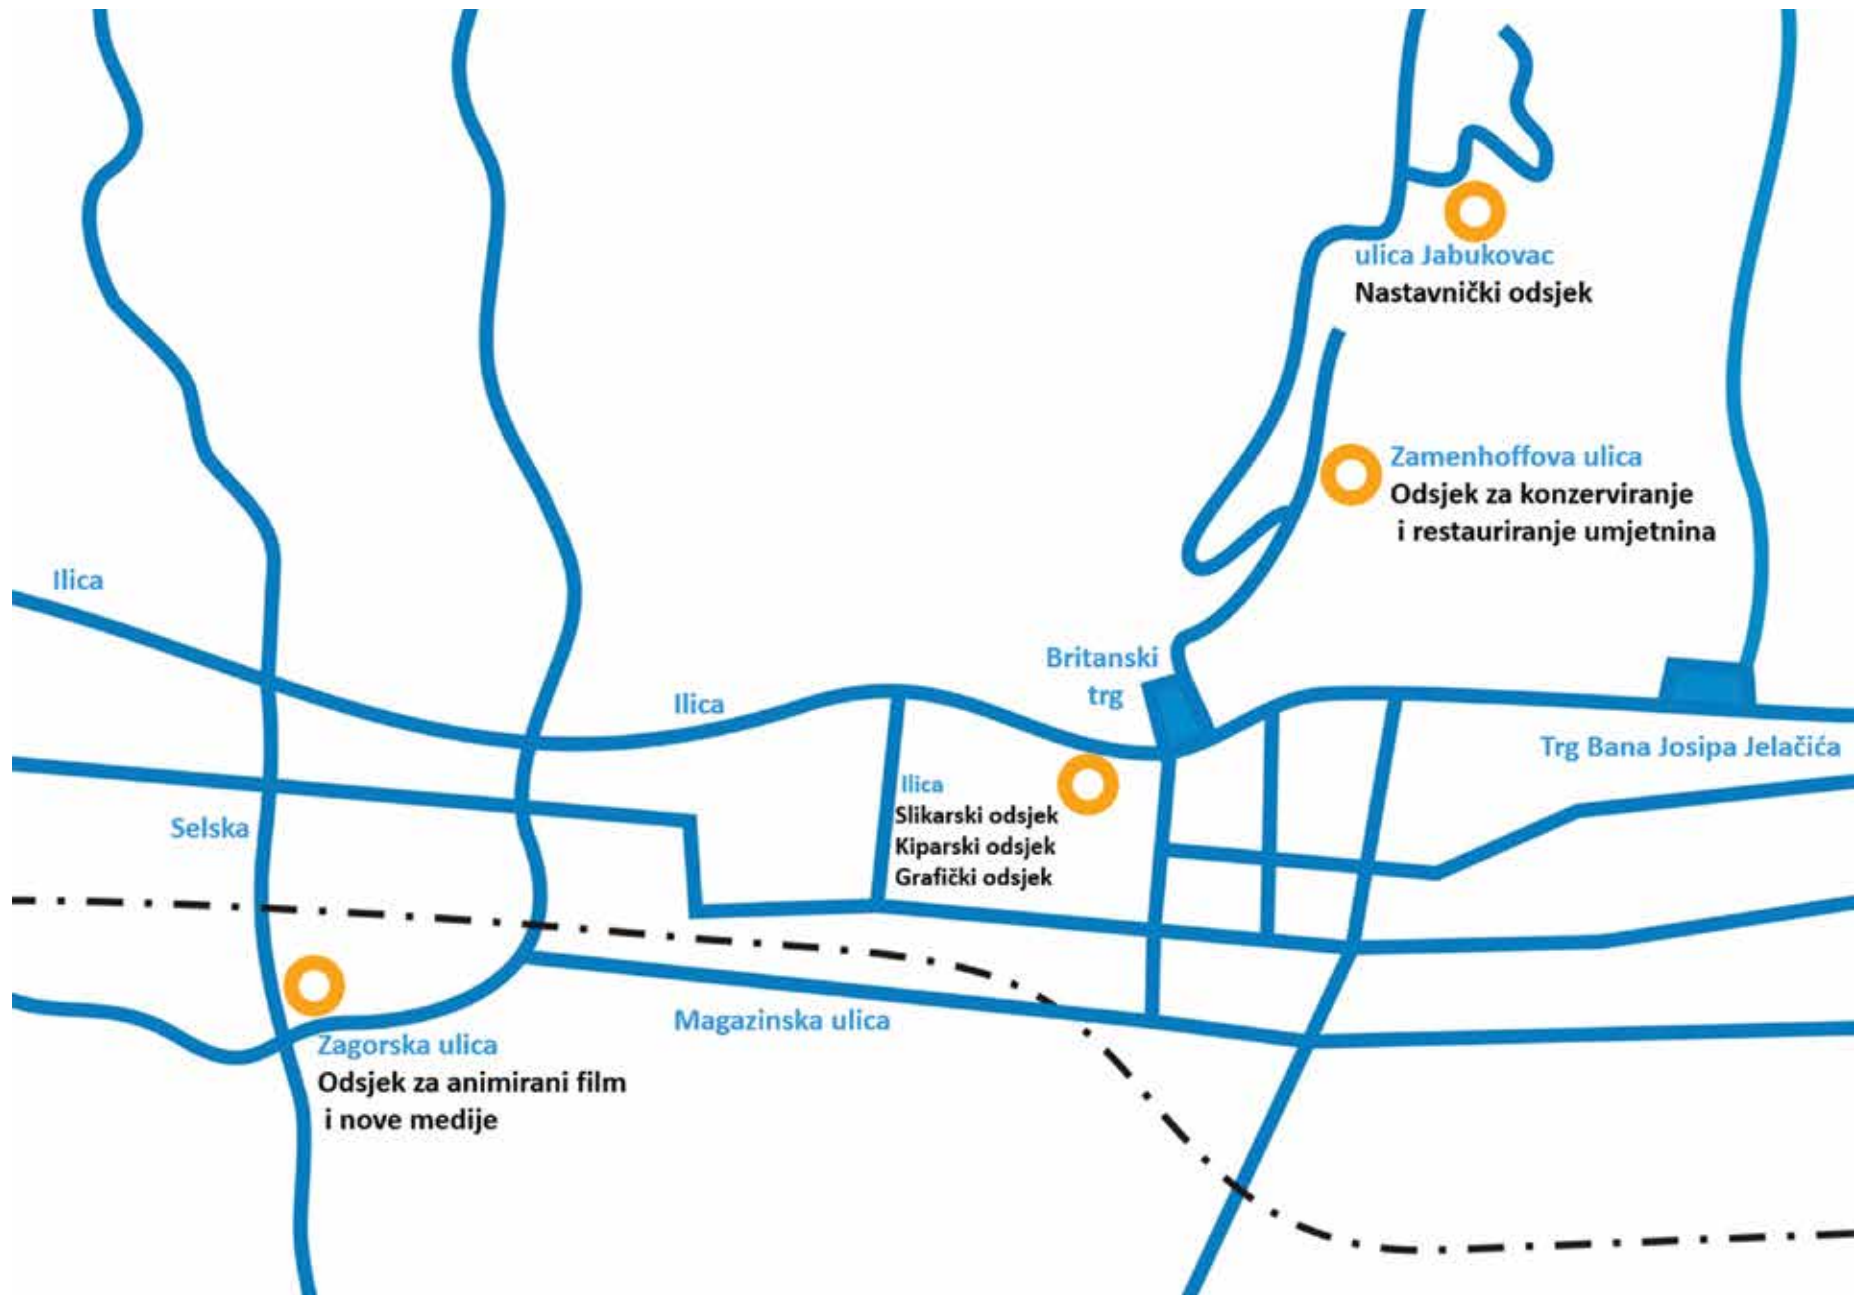 ulica Jabukovac
Nastavnički odsjek
Zamenhoffova ulica
Odsjek za konzerviranje
i restauriranje umjetnina
Ilica
Britanski
trg
Ilica
Trg Bana Josipa Jelačića
Ilica
Slikarski odsjek
Kiparski odsjek
Grafički odsjek
Selska
Magazinska ulica
Zagorska ulica
Odsjek za animirani film
i nove medije